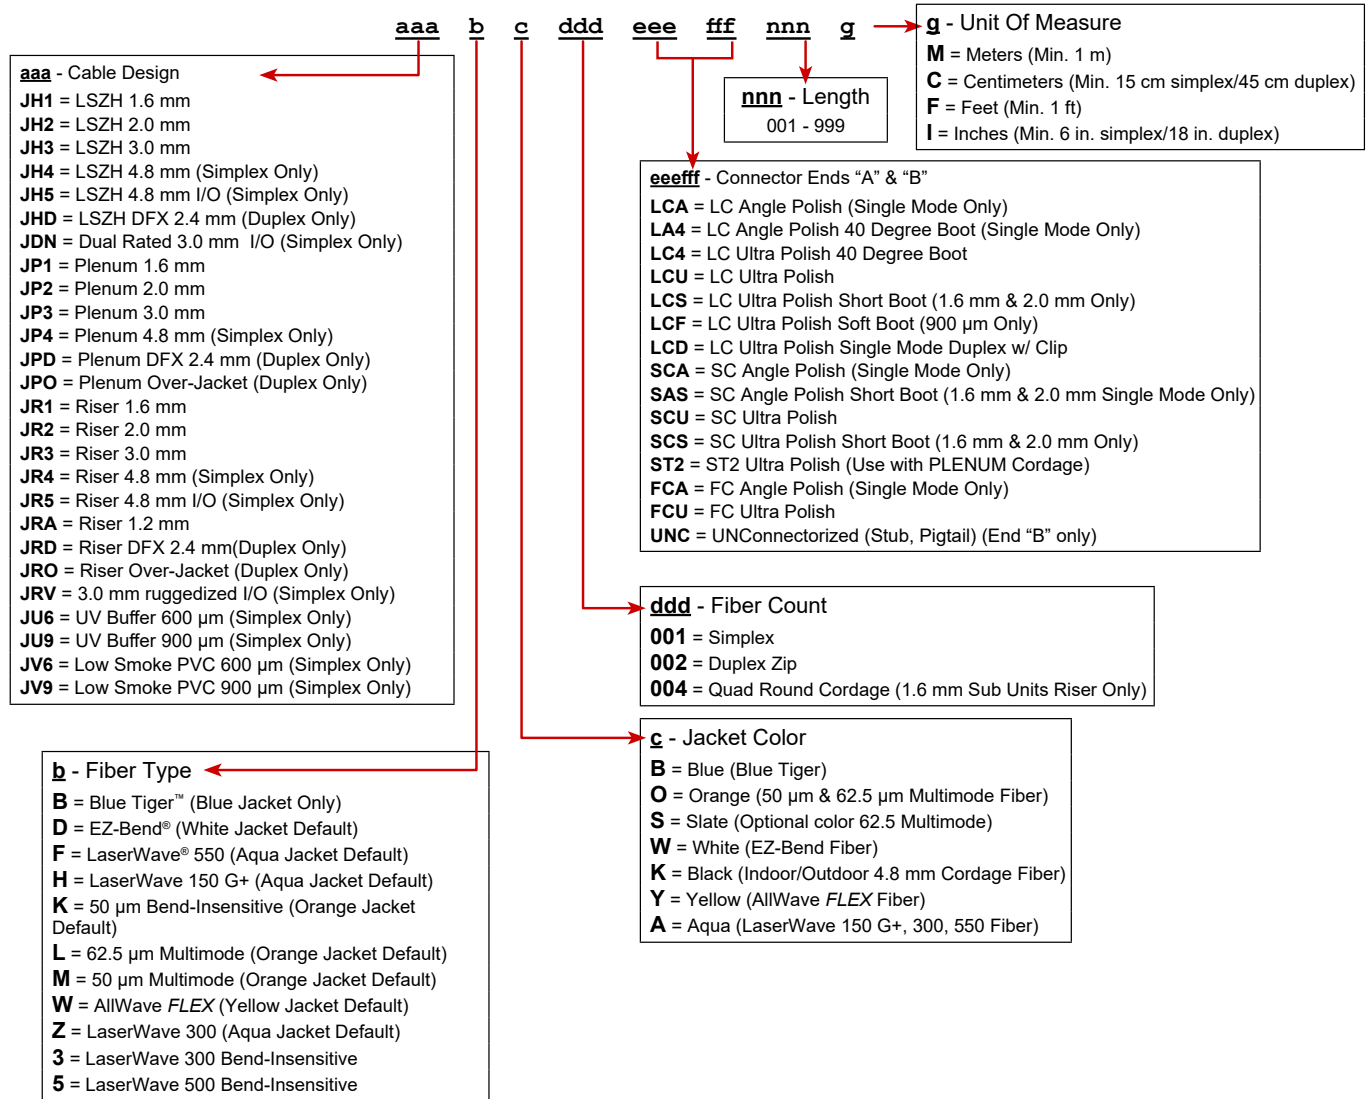 aaa b c ddd eee fff nnn g
g - Unit Of Measure
M = Meters (Min. 1 m)
C = Centimeters (Min. 15 cm simplex/45 cm duplex)
F = Feet (Min. 1 ft)
I = Inches (Min. 6 in. simplex/18 in. duplex)
nnn - Length
001 - 999
aaa - Cable Design
JH1 = LSZH 1.6 mm
JH2 = LSZH 2.0 mm
JH3 = LSZH 3.0 mm
JH4 = LSZH 4.8 mm (Simplex Only)
JH5 = LSZH 4.8 mm I/O (Simplex Only)
JHD = LSZH DFX 2.4 mm (Duplex Only)
JDN = Dual Rated 3.0 mm I/O (Simplex Only)
JP1 = Plenum 1.6 mm
JP2 = Plenum 2.0 mm
JP3 = Plenum 3.0 mm
JP4 = Plenum 4.8 mm (Simplex Only)
JPD = Plenum DFX 2.4 mm (Duplex Only)
JPO = Plenum Over-Jacket (Duplex Only)
JR1 = Riser 1.6 mm
JR2 = Riser 2.0 mm
JR3 = Riser 3.0 mm
JR4 = Riser 4.8 mm (Simplex Only)
JR5 = Riser 4.8 mm I/O (Simplex Only)
JRA = Riser 1.2 mm
JRD = Riser DFX 2.4 mm(Duplex Only)
JRO = Riser Over-Jacket (Duplex Only)
JRV = 3.0 mm ruggedized I/O (Simplex Only)
JU6 = UV Buffer 600 µm (Simplex Only)
JU9 = UV Buffer 900 µm (Simplex Only)
JV6 = Low Smoke PVC 600 µm (Simplex Only)
JV9 = Low Smoke PVC 900 µm (Simplex Only)
eeefff - Connector Ends “A” & “B”
LCA = LC Angle Polish (Single Mode Only)
LA4 = LC Angle Polish 40 Degree Boot (Single Mode Only)
LC4 = LC Ultra Polish 40 Degree Boot
LCU = LC Ultra Polish
LCS = LC Ultra Polish Short Boot (1.6 mm & 2.0 mm Only)
LCF = LC Ultra Polish Soft Boot (900 µm Only)
LCD = LC Ultra Polish Single Mode Duplex w/ Clip
SCA = SC Angle Polish (Single Mode Only)
SAS = SC Angle Polish Short Boot (1.6 mm & 2.0 mm Single Mode Only)
SCU = SC Ultra Polish
SCS = SC Ultra Polish Short Boot (1.6 mm & 2.0 mm Only)
ST2 = ST2 Ultra Polish (Use with PLENUM Cordage)
FCA = FC Angle Polish (Single Mode Only)
FCU = FC Ultra Polish
UNC = UNConnectorized (Stub, Pigtail) (End “B” only)
ddd - Fiber Count
001 = Simplex
002 = Duplex Zip
004 = Quad Round Cordage (1.6 mm Sub Units Riser Only)
c - Jacket Color
B = Blue (Blue Tiger)
O = Orange (50 µm & 62.5 µm Multimode Fiber)
S = Slate (Optional color 62.5 Multimode)
W = White (EZ-Bend Fiber)
K = Black (Indoor/Outdoor 4.8 mm Cordage Fiber)
Y = Yellow (AllWave FLEX Fiber)
A = Aqua (LaserWave 150 G+, 300, 550 Fiber)
b - Fiber Type
B = Blue Tiger™ (Blue Jacket Only)
D = EZ-Bend® (White Jacket Default)
F = LaserWave® 550 (Aqua Jacket Default)
H = LaserWave 150 G+ (Aqua Jacket Default)
K = 50 µm Bend-Insensitive (Orange Jacket
Default)
L = 62.5 µm Multimode (Orange Jacket Default)
M = 50 µm Multimode (Orange Jacket Default)
W = AllWave FLEX (Yellow Jacket Default)
Z = LaserWave 300 (Aqua Jacket Default)
3 = LaserWave 300 Bend-Insensitive
5 = LaserWave 500 Bend-Insensitive